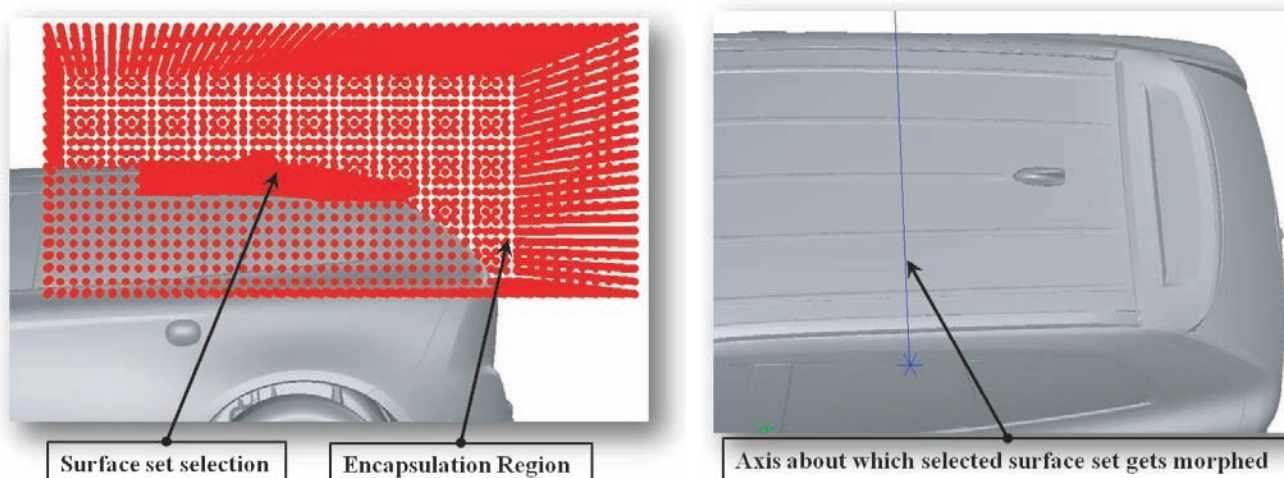 Surface set selection
Encapsulation Region
Axis about which selected surface set gets morphed